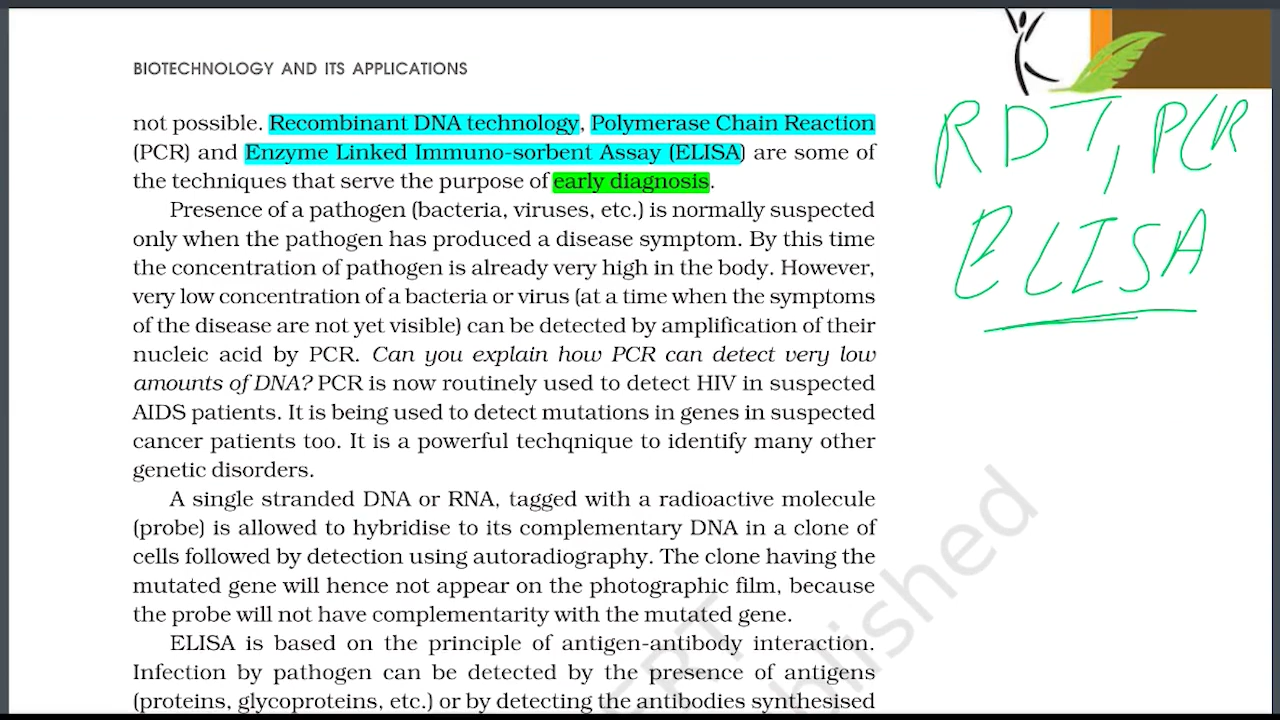 BIOTECHNOLOGY AND ITS APPLICATIONS
not possible. Recombinant DNA technology, Polymerase Chain Reaction
(PCR) and Enzyme Linked Immuno-sorbent Assay (ELISA) are some of
the techniques that serve the purpose of early diagnosis.
Presence of a pathogen (bacteria, viruses, etc.) is normally suspected
only when the pathogen has produced a disease symptom. By this time
the concentration of pathogen is already very high in the body. However,
very low concentration of a bacteria or virus (at a time when the symptoms
of the disease are not yet visible) can be detected by amplification of their
nucleic acid by PCR. Can you explain how PCR can detect very low
amounts of DNA? PCR is now routinely used to detect HIV in suspected
AIDS patients. It is being used to detect mutations in genes in suspected
cancer patients too. It is a powerful techqnique to identify many other
genetic disorders.
A single stranded DNA or RNA, tagged with a radioactive molecule
(probe) is allowed to hybridise to its complementary DNA in a clone of
cells followed by detection using autoradiography. The clone having the
mutated gene will hence not appear on the photographic film, because
the probe will not have complementarity with the mutated gene.
ELISA is based on the principle of antigen-antibody interaction.
Infection by pathogen can be detected by the presence of antigens
(proteins, glycoproteins, etc.) or by detecting the antibodies synthesised
RDT, PCR
ELISA